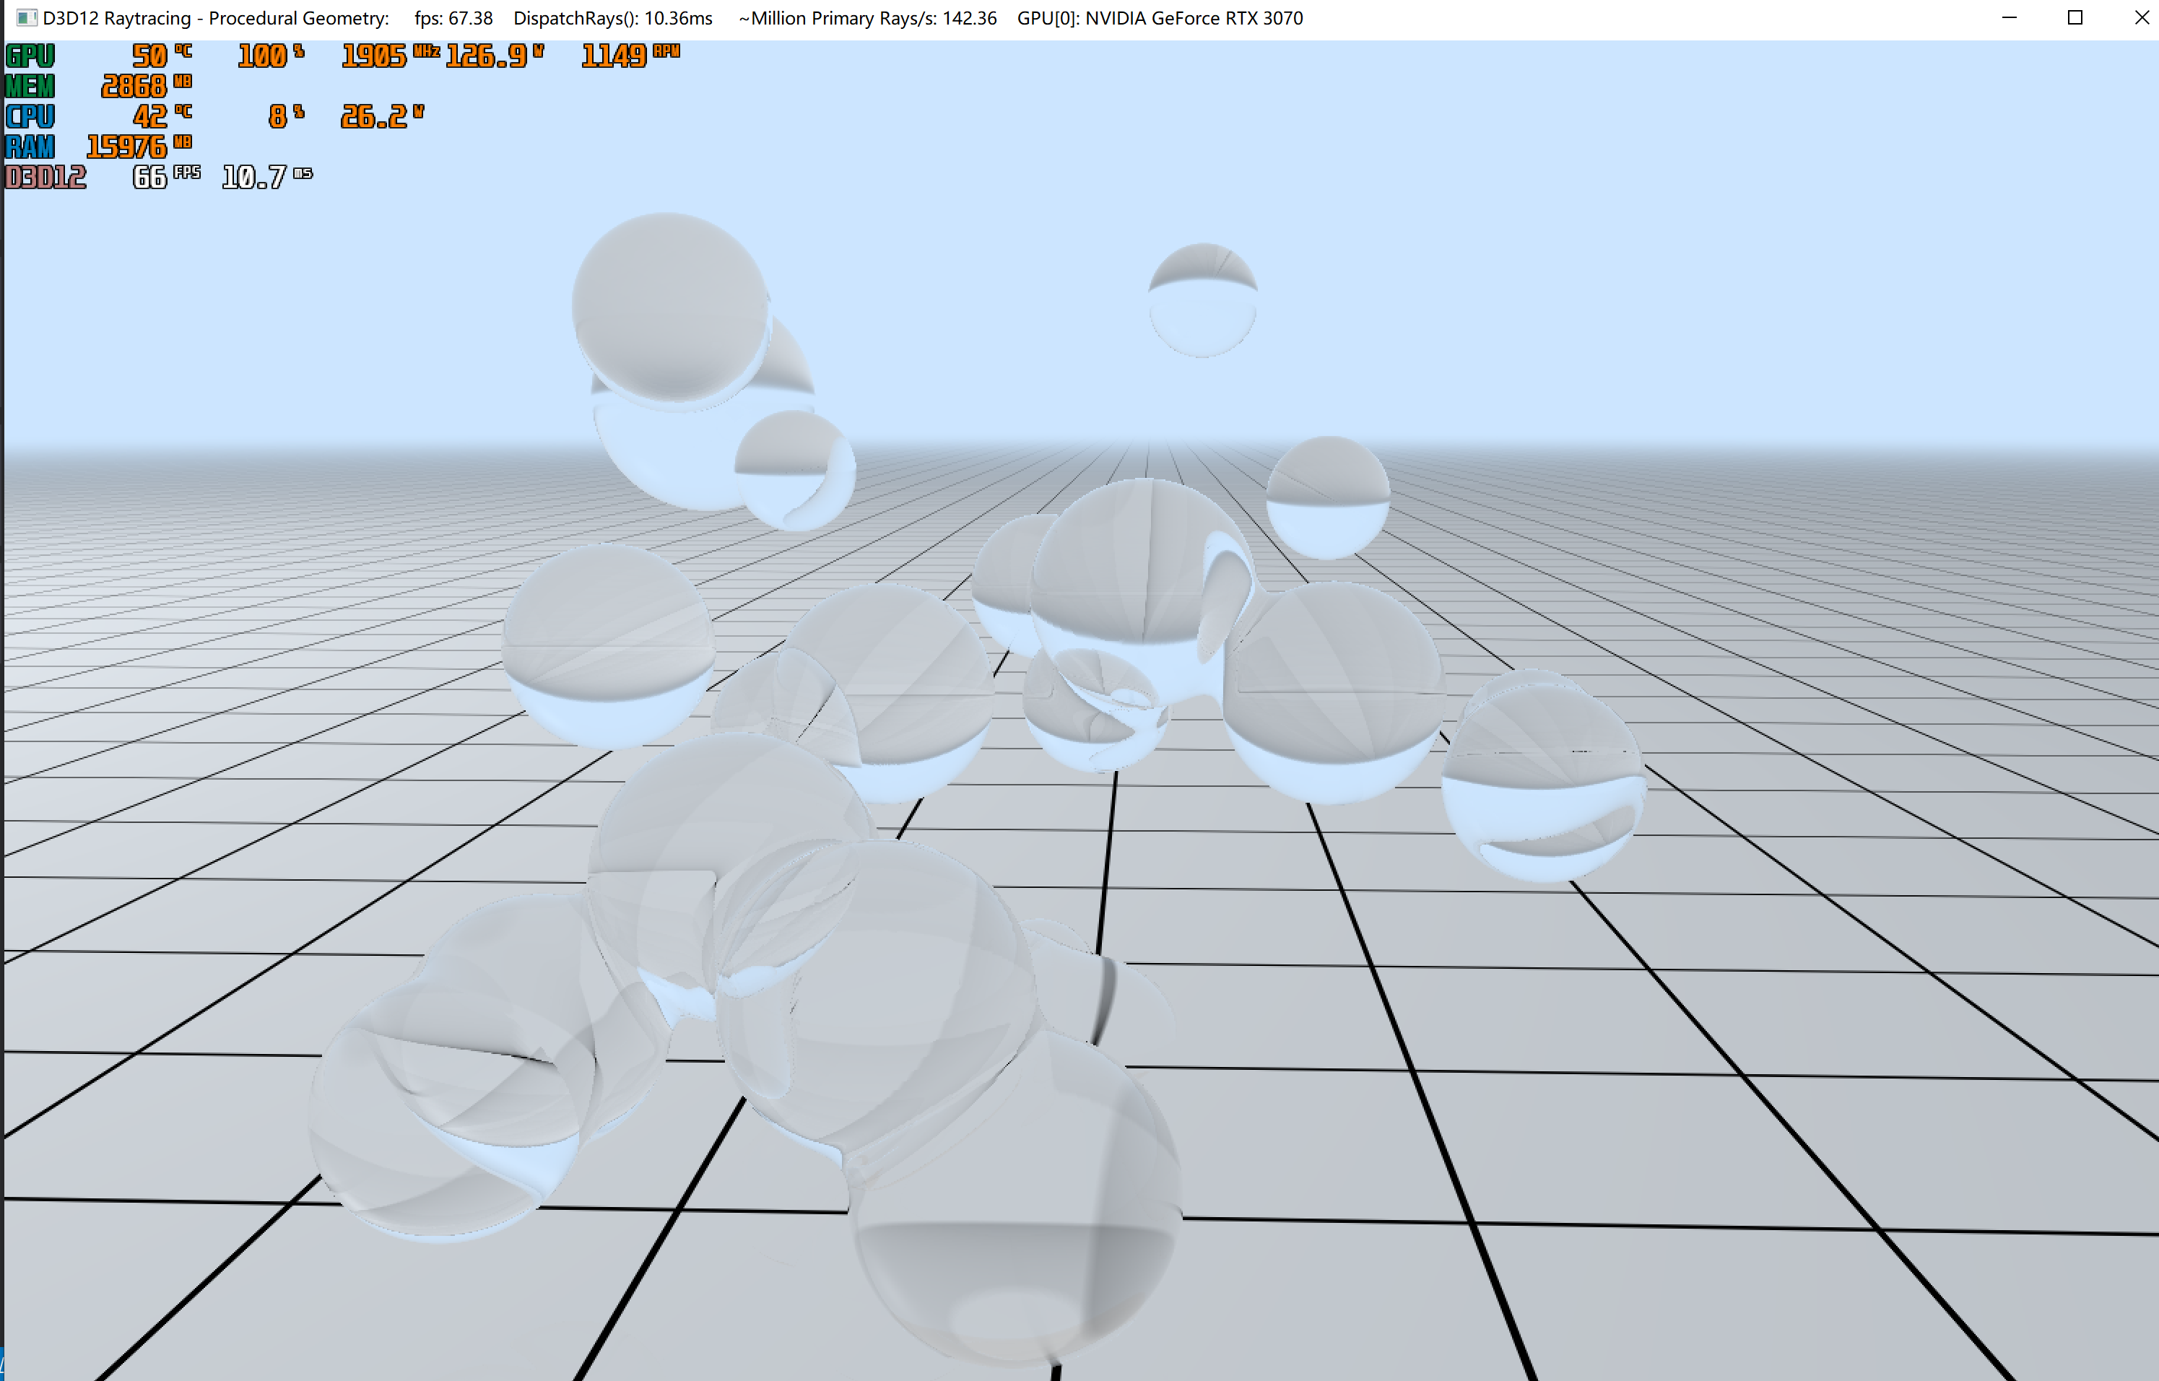 D3D12 Raytracing - Procedural Geometry: fps: 67.38 DispatchRays(): 10.36ms ~Million Primary Rays/s: 142.36 GPU[0]: NVIDIA GeForce RTX 3070
GPU 50 °C 100 % 1905 MHz 126.9 W 1149 RPM
MEM 2868 MB
CPU 42 °C 8 % 26.2 W
RAM 15976 MB
D3D12 66 FPS 10.7 ms